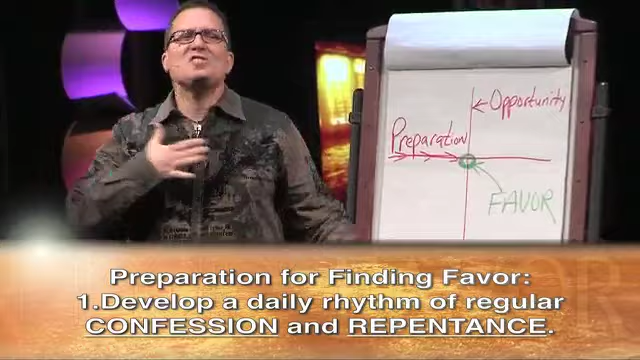 ← Opportunity
Preparation
FAVOR
Preparation for Finding Favor:
1.Develop a daily rhythm of regular
CONFESSION and REPENTANCE.